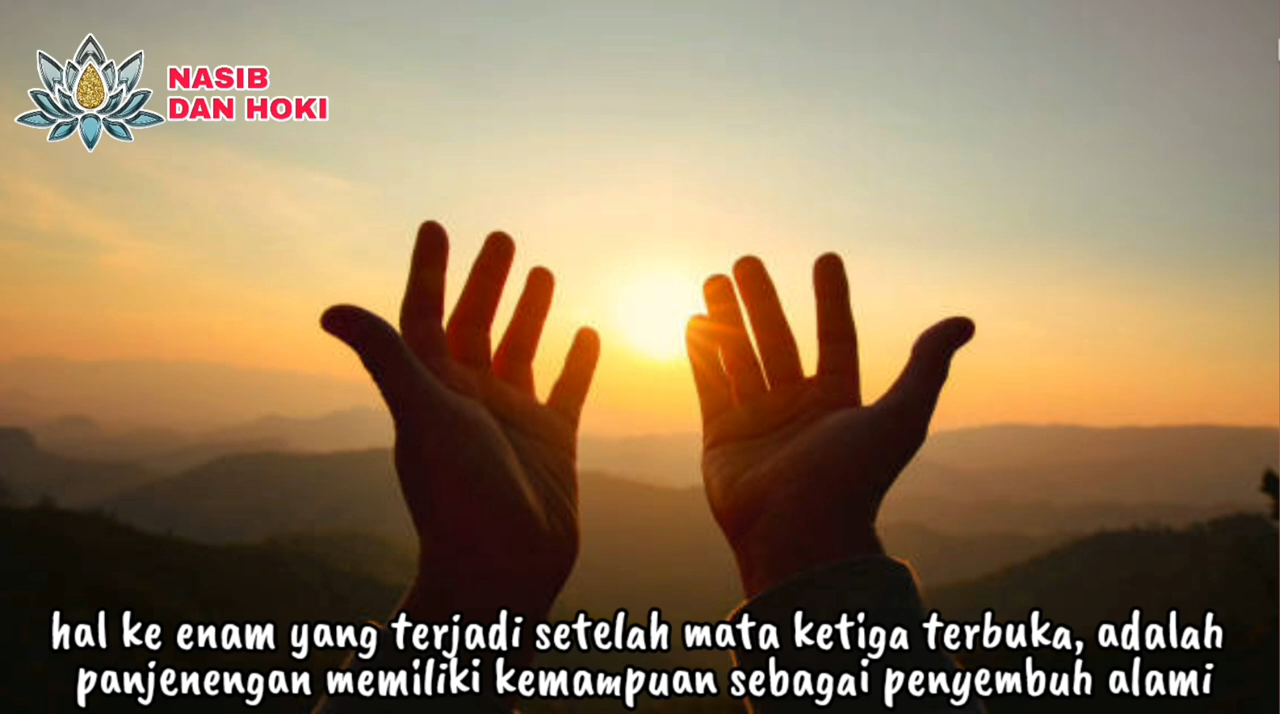 NASIB
DAN HOKI
hal ke enam yang terjadi setelah mata ketiga terbuka, adalah
panjenengan memiliki kemampuan sebagai penyembuh alami